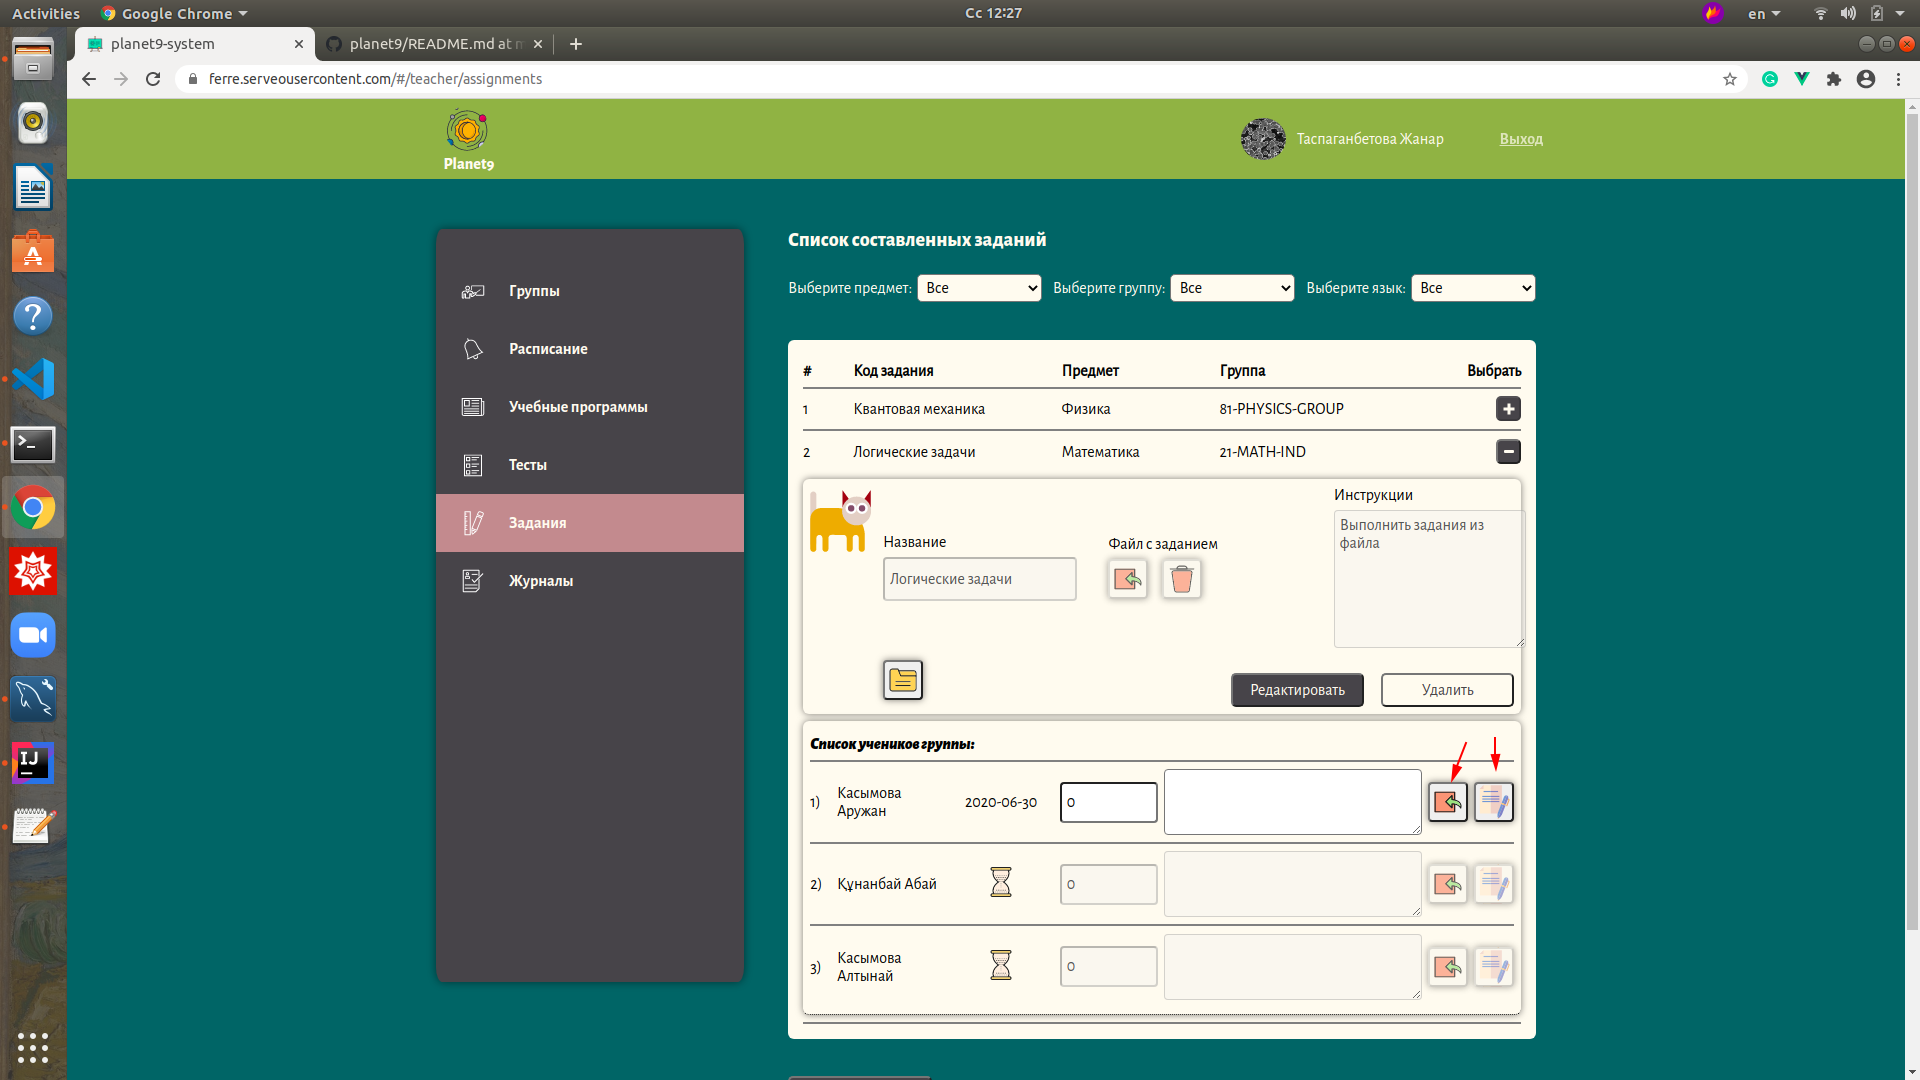 Activities
Google Chrome
Сс 12:27
en
planet9-system
planet9/README.md at m
ferre.serveousercontent.com/#/teacher/assignments
Planet9
Таспаганбетова Жанар
Выход
Группы
Расписание
Учебные программы
Тесты
Задания
Журналы
Список составленных заданий
Выберите предмет: Все Выберите группу: Все Выберите язык: Все
# Код задания Предмет Группа Выбрать
1 Квантовая механика Физика 81-PHYSICS-GROUP
2 Логические задачи Математика 21-MATH-IND
Инструкции
Выполнить задания из
файла
Название
Логические задачи
Файл с заданием
Редактировать
Удалить
Список учеников группы:
1) Касымова
Аружан
2020-06-30
0
2) Құнанбай Абай
0
3) Касымова
Алтынай
0